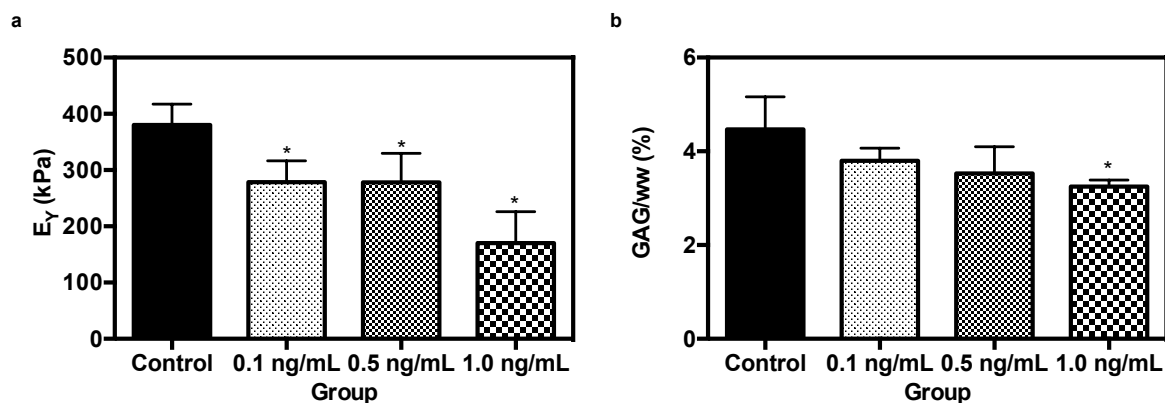 a
500
400
300
200
100
0
E_Y (kPa)
*
*
*
Control 0.1 ng/mL 0.5 ng/mL 1.0 ng/mL
Group
b
6
4
2
0
GAG/ww (%)
*
Control 0.1 ng/mL 0.5 ng/mL 1.0 ng/mL
Group